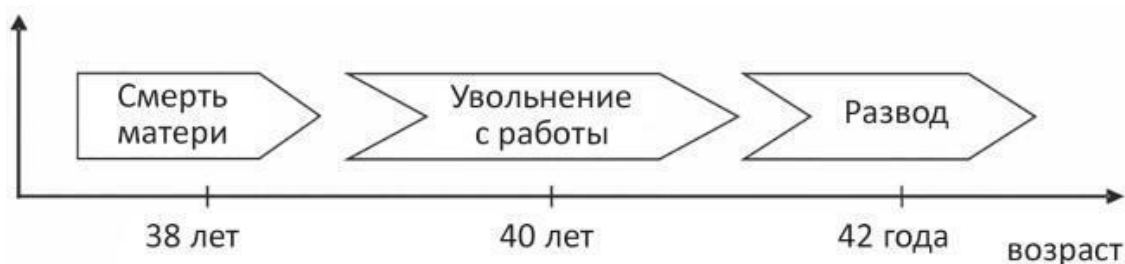 Смерть
матери
Увольнение
с работы
Развод
38 лет
40 лет
42 года
возраст